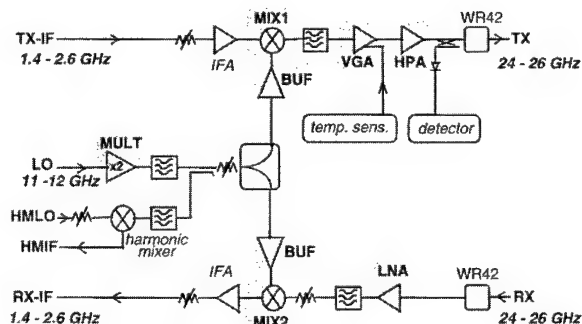 MIX1
WR42
TX-IF
TX
IFA
VGA
HPA
1.4 - 2.6 GHz
24 - 26 GHz
BUF
temp. sens.
detector
MULT
LO
x2
11 -12 GHz
HMLO
harmonic
mixer
HMIF
BUF
LNA
WR42
IFA
RX-IF
RX
1.4 - 2.6 GHz
MIX2
24 - 26 GHz